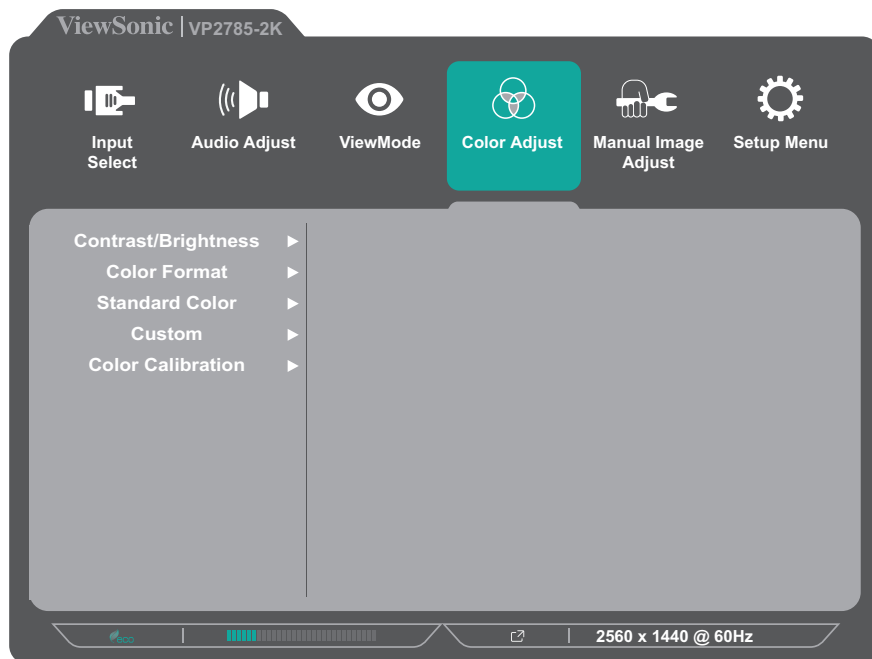 ViewSonic | VP2785-2K
Input Select
Audio Adjust
ViewMode
Color Adjust
Manual Image Adjust
Setup Menu
Contrast/Brightness
Color Format
Standard Color
Custom
Color Calibration
eco
2560 x 1440 @ 60Hz